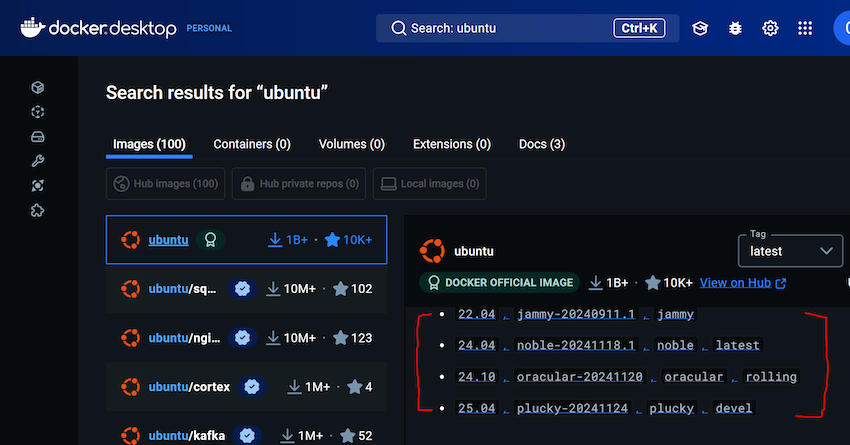 docker.desktop PERSONAL Search: ubuntu Ctrl+K
Search results for “ubuntu”
Images (100) Containers (0) Volumes (0) Extensions (0) Docs (3)
Hub images (100) Hub private repos (0) Local images (0)
ubuntu 1B+ · 10K+
ubuntu/sq... 10M+ · 102
ubuntu/ngi... 10M+ · 123
ubuntu/cortex 1M+ · 4
ubuntu/kafka 1M+ · 52
ubuntu
Tag
latest
DOCKER OFFICIAL IMAGE 1B+ · 10K+ View on Hub
• 22.04 , jammy-20240911.1 , jammy
• 24.04 , noble-20241118.1 , noble , latest
• 24.10 , oracular-20241120 , oracular , rolling
• 25.04 , plucky-20241124 , plucky , devel